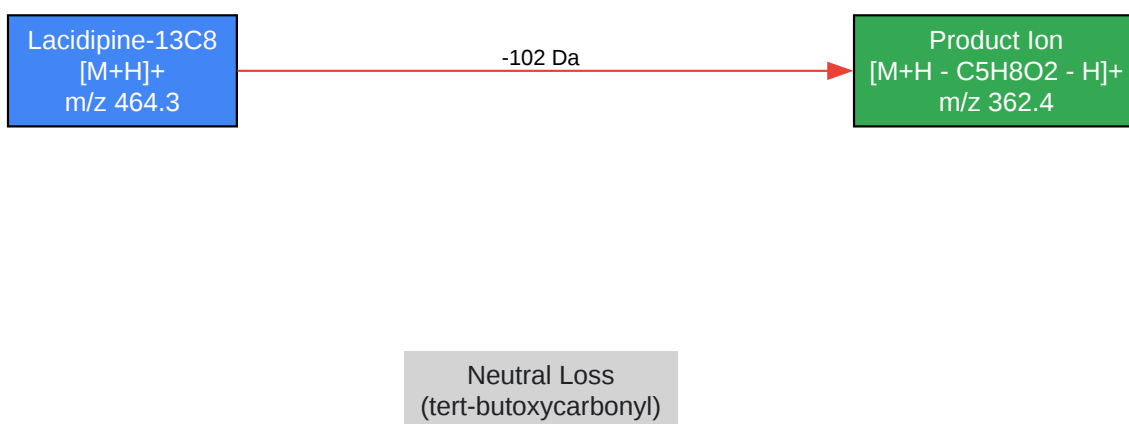 Lacidipine-13C8
[M+H]+
m/z 464.3
-102 Da
Product Ion
[M+H - C5H8O2 - H]+
m/z 362.4
Neutral Loss
(tert-butoxycarbonyl)